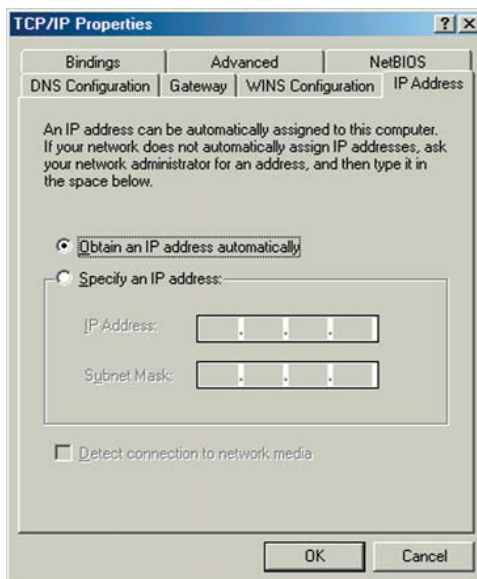 TCP/IP Properties
Bindings Advanced NetBIOS
DNS Configuration Gateway WINS Configuration IP Address
An IP address can be automatically assigned to this computer.
If your network does not automatically assign IP addresses, ask
your network administrator for an address, and then type it in
the space below.
Obtain an IP address automatically
Specify an IP address:
IP Address:
. . .
Subnet Mask:
. . .
Detect connection to network media
OK Cancel